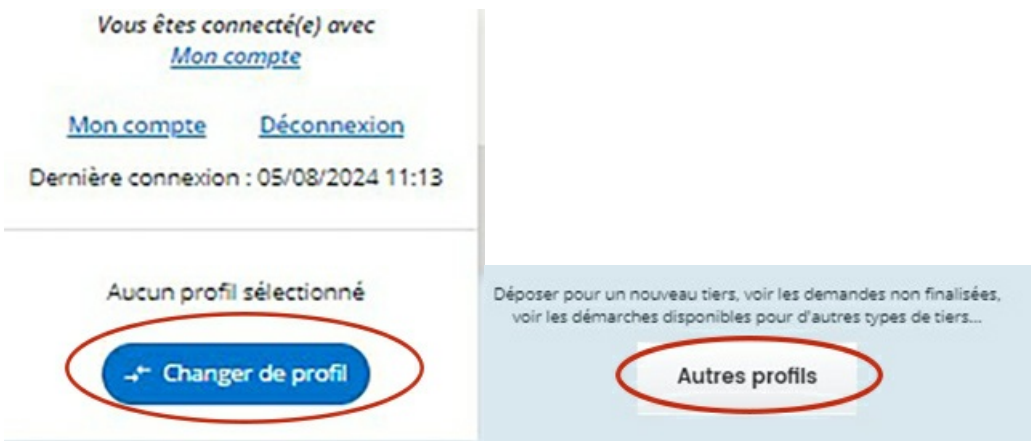 Vous êtes connecté(e) avec
Mon compte
Mon compte Déconnexion
Dernière connexion : 05/08/2024 11:13
Aucun profil sélectionné
Changer de profil
Déposer pour un nouveau tiers, voir les demandes non finalisées,
voir les démarches disponibles pour d'autres types de tiers...
Autres profils